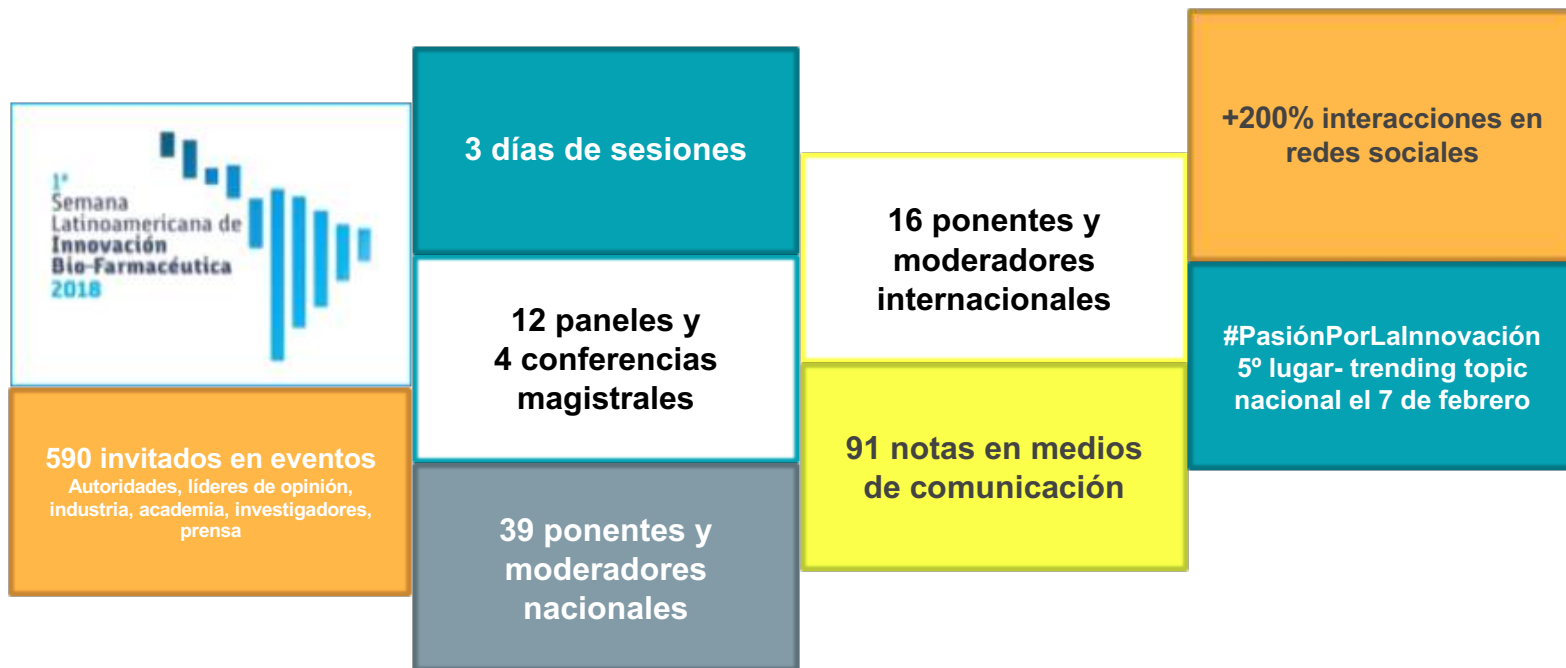 1ª
Semana
Latinoamericana de
Innovación
Bio-Farmacéutica
2018
590 invitados en eventos
Autoridades, líderes de opinión,
industria, academia, investigadores,
prensa
3 días de sesiones
12 paneles y
4 conferencias
magistrales
39 ponentes y
moderadores
nacionales
16 ponentes y
moderadores
internacionales
91 notas en medios
de comunicación
+200% interacciones en
redes sociales
#PasiónPorLaInnovación
5º lugar- trending topic
nacional el 7 de febrero